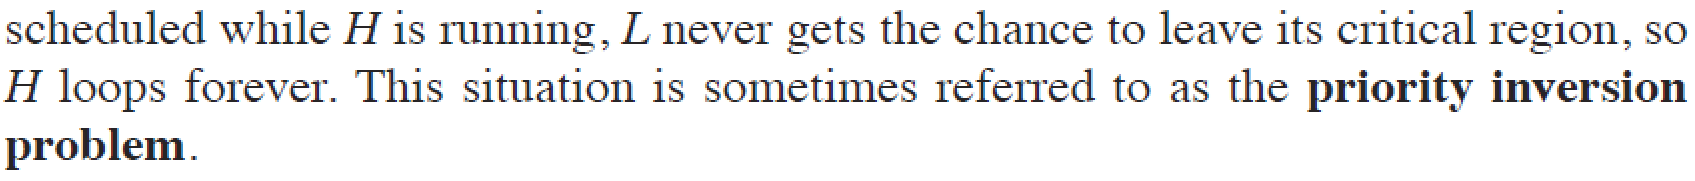 scheduled while H is running, L never gets the chance to leave its critical region, so
H loops forever. This situation is sometimes referred to as the priority inversion
problem.